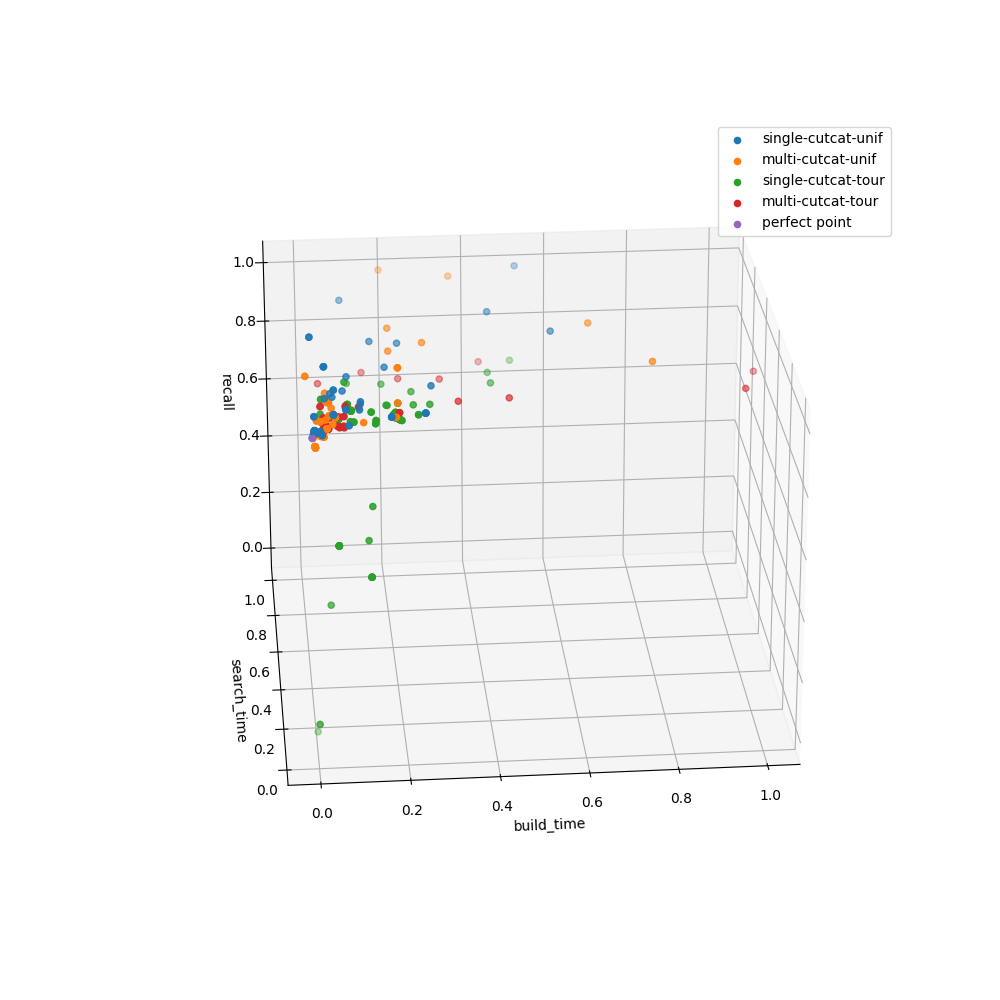 single-cutcat-unif
multi-cutcat-unif
single-cutcat-tour
multi-cutcat-tour
perfect point
1.0
0.8
0.6
0.4
0.2
0.0
recall
1.0
0.8
0.6
0.4
0.2
0.0
search_time
0.0
0.2
0.4
0.6
0.8
1.0
build_time